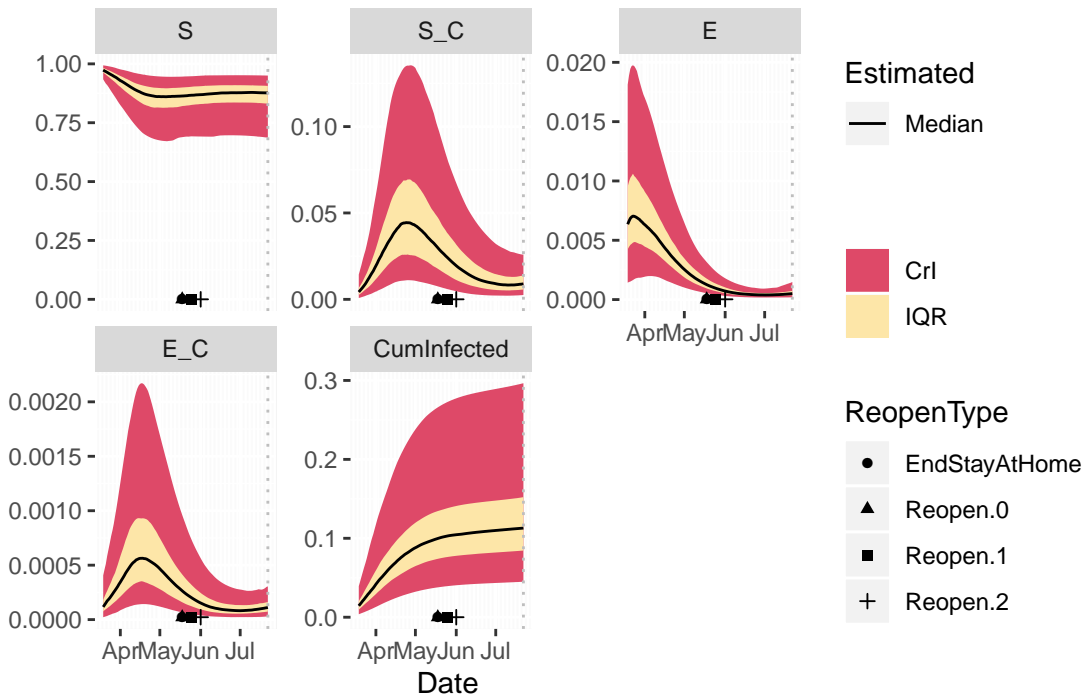 S
S_C
E
1.00
0.75
0.50
0.25
0.00
0.10
0.05
0.00
0.020
0.015
0.010
0.005
0.000
Apr May Jun Jul
E_C
CumInfected
0.0020
0.0015
0.0010
0.0005
0.0000
0.3
0.2
0.1
0.0
Apr May Jun Jul
Apr May Jun Jul
Date
Estimated
Median
CrI
IQR
ReopenType
EndStayAtHome
Reopen.0
Reopen.1
Reopen.2